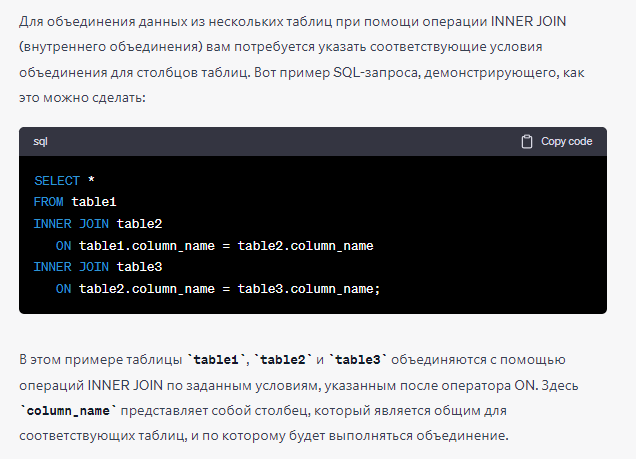 Для объединения данных из нескольких таблиц при помощи операции INNER JOIN
(внутреннего объединения) вам потребуется указать соответствующие условия
объединения для столбцов таблиц. Вот пример SQL-запроса, демонстрирующего, как
это можно сделать:
sql Copy code
SELECT *
FROM table1
INNER JOIN table2
   ON table1.column_name = table2.column_name
INNER JOIN table3
   ON table2.column_name = table3.column_name;
В этом примере таблицы `table1`, `table2` и `table3` объединяются с помощью
операций INNER JOIN по заданным условиям, указанным после оператора ON. Здесь
`column_name` представляет собой столбец, который является общим для
соответствующих таблиц, и по которому будет выполняться объединение.